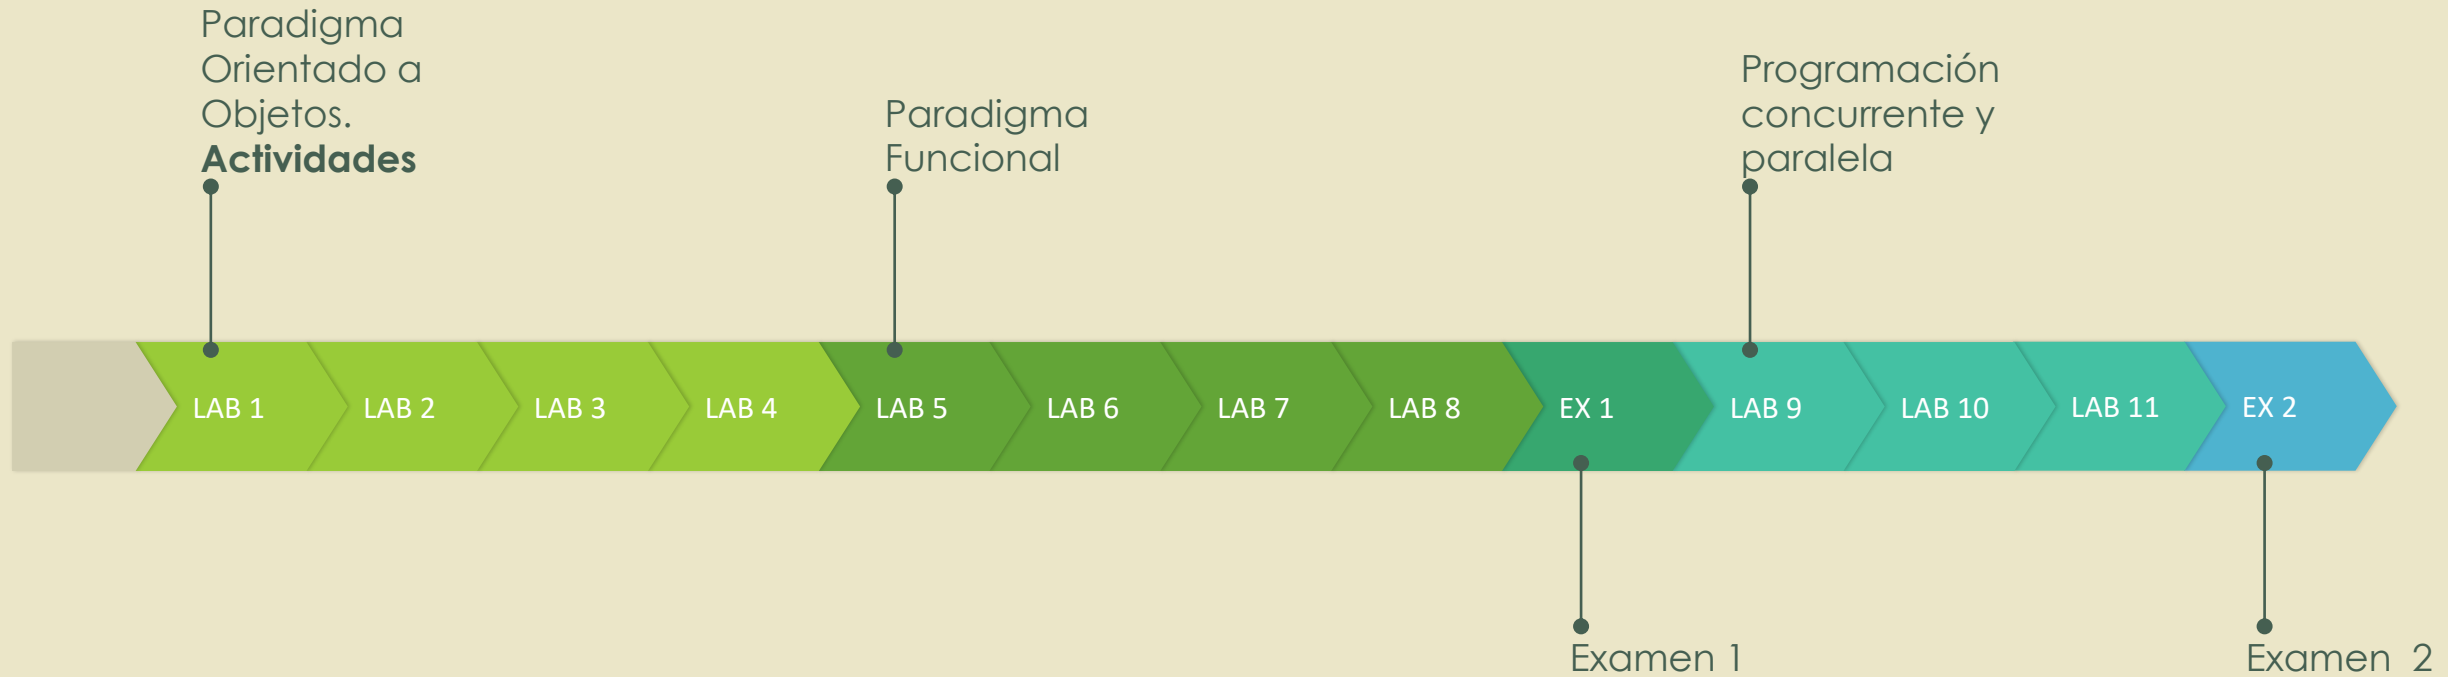 Paradigma
Orientado a
Objetos.
Actividades
Paradigma
Funcional
Programación
concurrente y
paralela
LAB 1
LAB 2
LAB 3
LAB 4
LAB 5
LAB 6
LAB 7
LAB 8
EX 1
LAB 9
LAB 10
LAB 11
EX 2
Examen 1
Examen 2